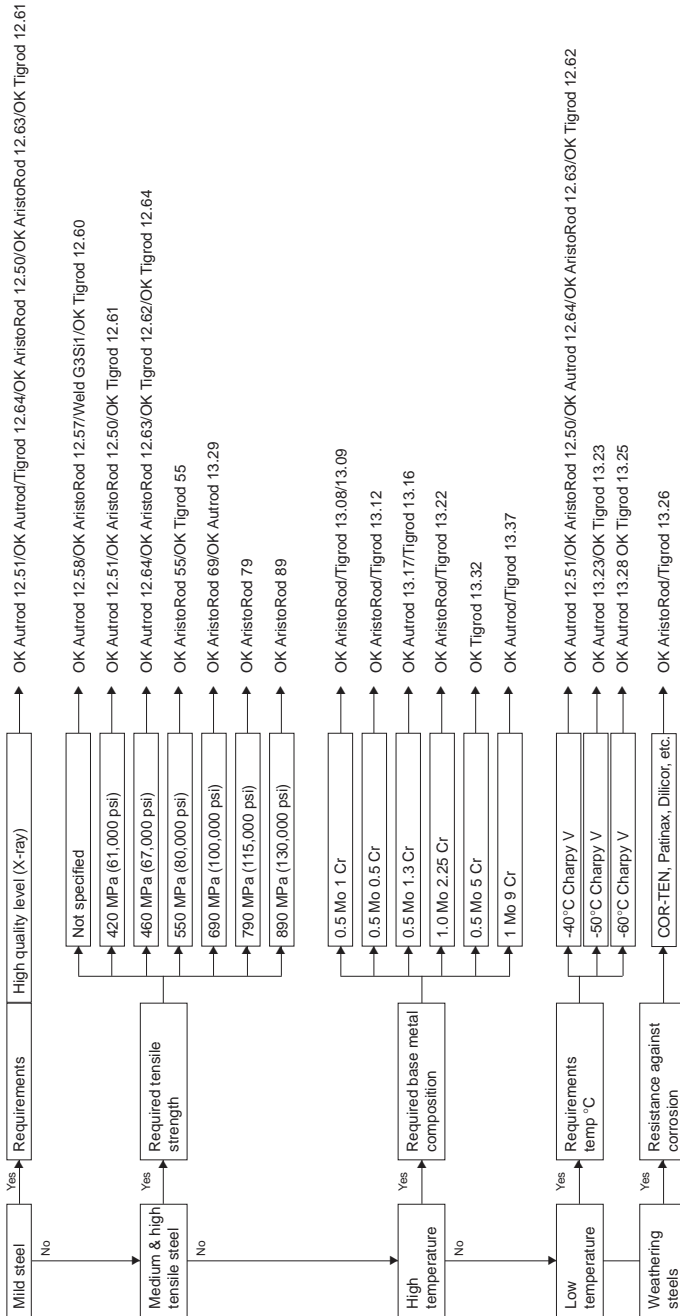 Mild steel
Yes
Requirements
High quality level (X-ray)
OK Autrod 12.51/OK Autrod/Tigrod 12.64/OK AristoRod 12.50/OK AristoRod 12.63/OK Tigrod 12.61
No
Medium & high
tensile steel
Yes
Required tensile
strength
Not specified
OK Autrod 12.58/OK AristoRod 12.57/Weld G3Si1/OK Tigrod 12.60
420 MPa (61,000 psi)
OK Autrod 12.51/OK AristoRod 12.50/OK Tigrod 12.61
460 MPa (67,000 psi)
OK Autrod 12.64/OK AristoRod 12.63/OK Tigrod 12.62/OK Tigrod 12.64
550 MPa (80,000 psi)
OK AristoRod 55/OK Tigrod 55
690 MPa (100,000 psi)
OK AristoRod 69/OK Autrod 13.29
790 MPa (115,000 psi)
OK AristoRod 79
890 MPa (130,000 psi)
OK AristoRod 89
No
High
temperature
Yes
Required base metal
composition
0.5 Mo 1 Cr
OK AristoRod/Tigrod 13.08/13.09
0.5 Mo 0.5 Cr
OK AristoRod/Tigrod 13.12
0.5 Mo 1.3 Cr
OK Autrod 13.17/Tigrod 13.16
1.0 Mo 2.25 Cr
OK AristoRod/Tigrod 13.22
0.5 Mo 5 Cr
OK Tigrod 13.32
1 Mo 9 Cr
OK Autrod/Tigrod 13.37
No
Low
temperature
Yes
Requirements
temp °C
-40°C Charpy V
OK Autrod 12.51/OK AristoRod 12.50/OK Autrod 12.64/OK AristoRod 12.63/OK Tigrod 12.62
-50°C Charpy V
OK Autrod 13.23/OK Tigrod 13.23
-60°C Charpy V
OK Autrod 13.28 OK Tigrod 13.25
Weathering
steels
Yes
Resistance against
corrosion
COR-TEN, Patinax, Dilicor, etc.
OK AristoRod/Tigrod 13.26